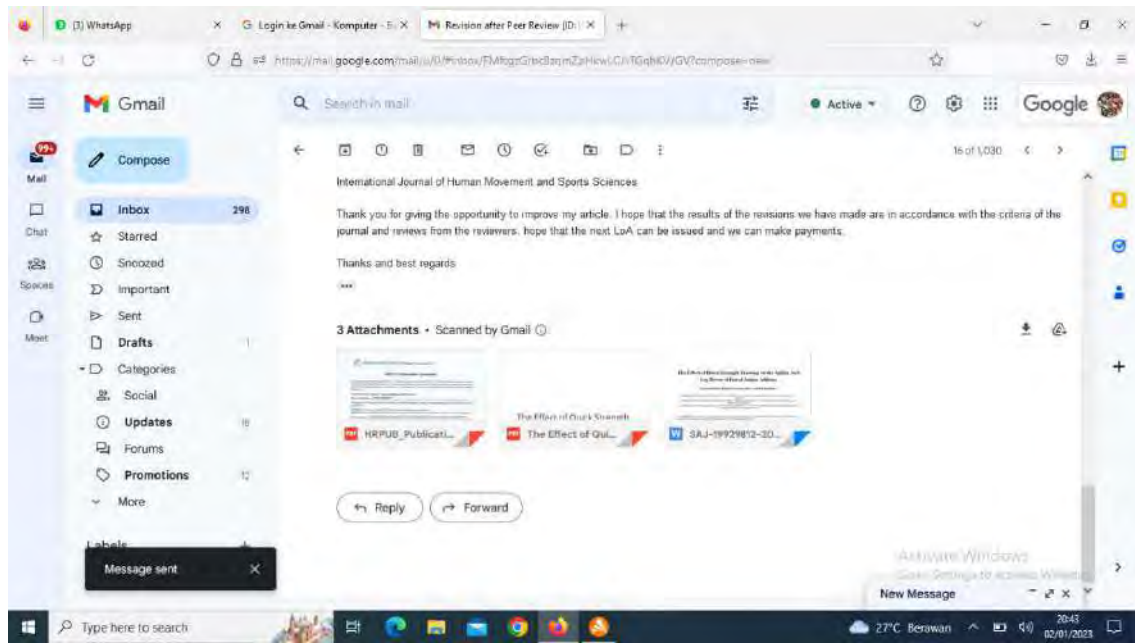 (3) WhatsApp
Login ke Gmail - Komputer -
Revision after Peer Review (ID:
Gmail
Search in mail
Active
Google
99+
Mail
Compose
16 of 1,030
International Journal of Human Movement and Sports Sciences
Inbox 298
Thank you for giving the opportunity to improve my article. I hope that the results of the revisions we have made are in accordance with the criteria of the
journal and reviews from the reviewers. hope that the next LoA can be issued and we can make payments.
Chat
Starred
Snoozed
Thanks and best regards
Spaces
Important
Sent
Meet
3 Attachments • Scanned by Gmail
Drafts 1
Categories
Social
Updates
Forums
Promotions
More
The Effect of Quick Strength
HRPUB_Publicati...
The Effect of Qui...
W SAJ-19929812-20...
Reply
Forward
Labels
Message sent
Activate Windows
New Message
Type here to search
27°C Berawan
20:43
02/01/2023